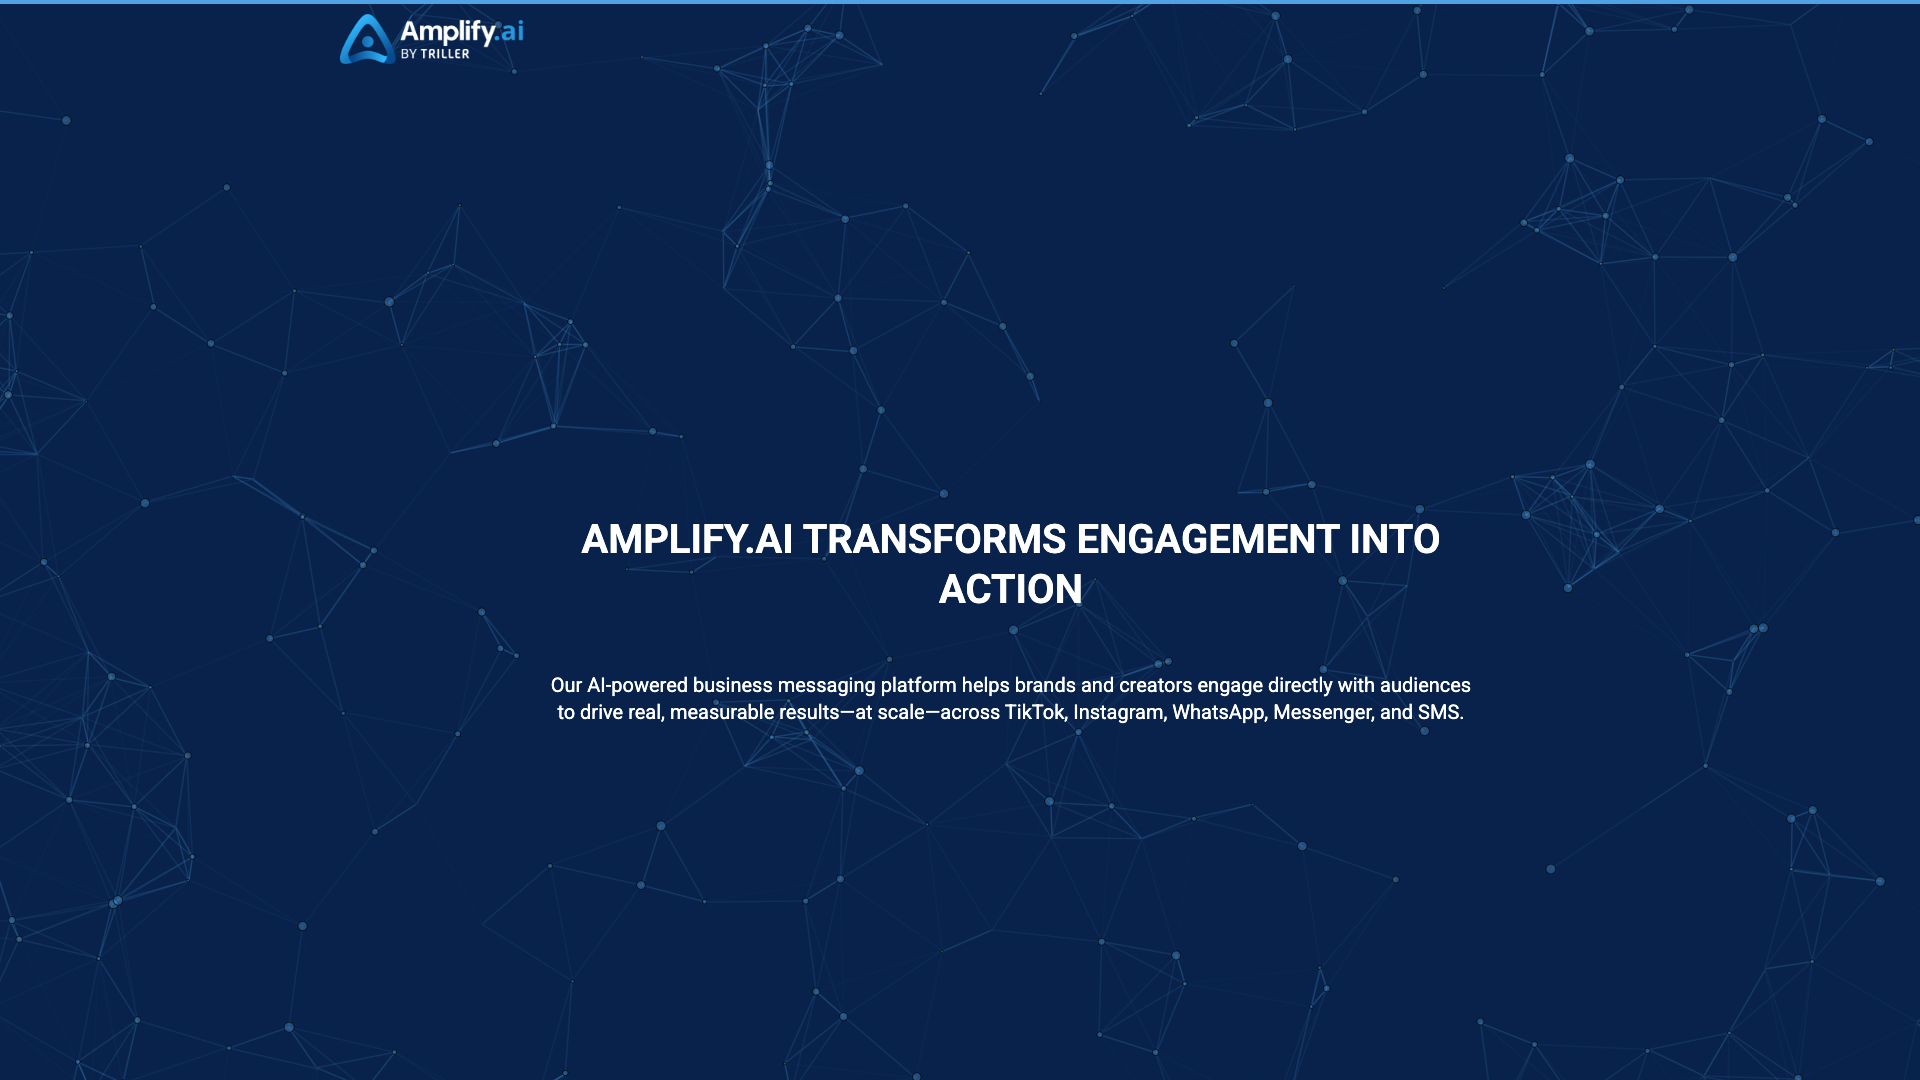 Amplify.ai
BY TRILLER
AMPLIFY.AI TRANSFORMS ENGAGEMENT INTO
ACTION
Our AI-powered business messaging platform helps brands and creators engage directly with audiences
to drive real, measurable results—at scale—across TikTok, Instagram, WhatsApp, Messenger, and SMS.